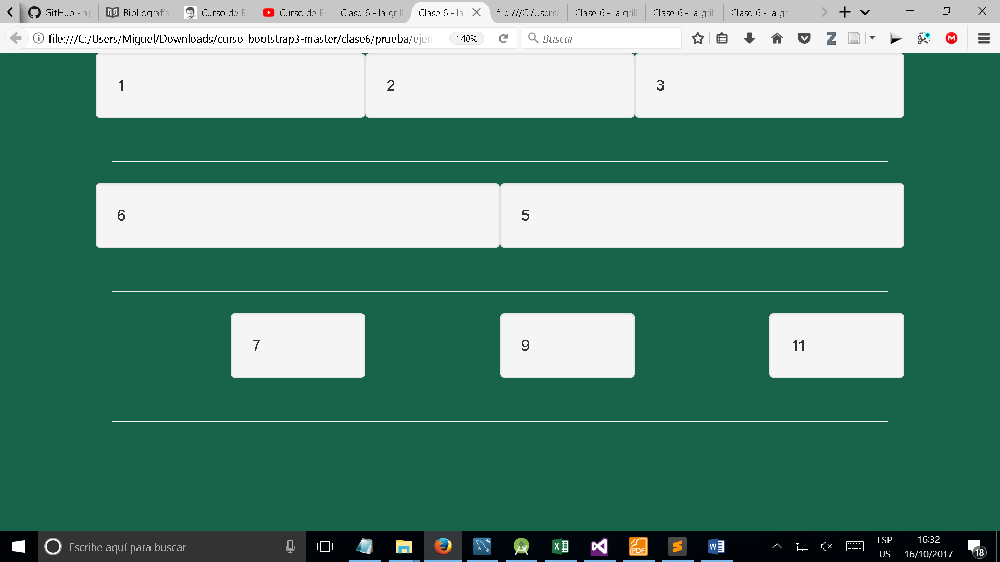 GitHub - ap
Bibliografía
Curso de B
Curso de B
Clase 6 - la grill
Clase 6 - la
file:///C:/Users/
Clase 6 - la grill
Clase 6 - la grill
Clase 6 - la grill
file:///C:/Users/Miguel/Downloads/curso_bootstrap3-master/clase6/prueba/ejem
140%
Buscar
1
2
3
6
5
7
9
11
Escribe aquí para buscar
PDF
ESP
US
16:32
16/10/2017
18